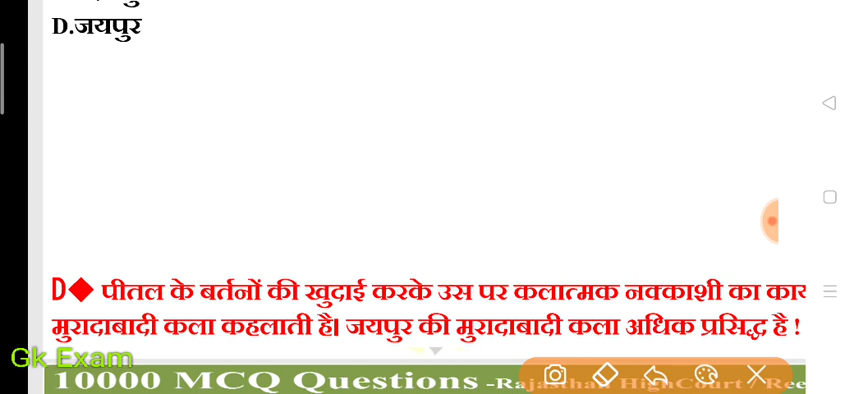 D.जयपुर
D◆ पीतल के बर्तनों की खुदाई करके उस पर कलात्मक नक्काशी का
मुरादाबादी कला कहलाती है। जयपुर की मुरादाबादी कला अधिक प्रसिद्ध है !
Gk Exam
10000 MCQ Questions -Rajasthan HighCourt / Ree